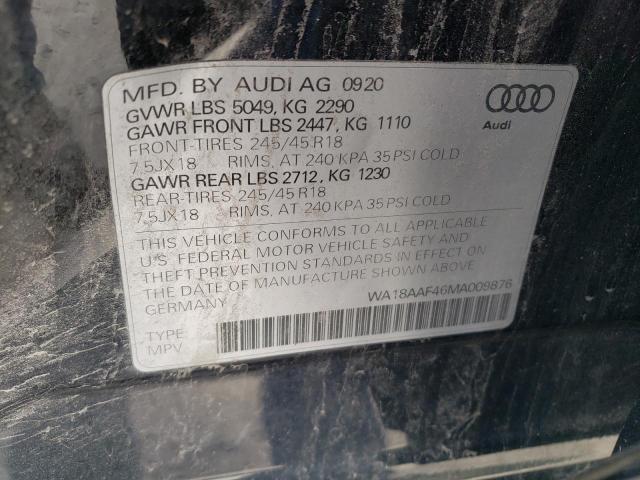 MFD. BY AUDI AG 0920
GVWR LBS 5049, KG 2290
GAWR FRONT LBS 2447, KG 1110
FRONT-TIRES 245/45 R18
7.5JX18 RIMS, AT 240 KPA 35 PSI COLD
GAWR REAR LBS 2712, KG 1230
REAR-TIRES 245/45 R18
7.5JX18 RIMS, AT 240 KPA 35 PSI COLD
Audi
THIS VEHICLE CONFORMS TO ALL APPLICABLE
U.S. FEDERAL MOTOR VEHICLE SAFETY AND
THEFT PREVENTION STANDARDS IN EFFECT ON
THE DATE OF MANUFACTURE SHOWN ABOVE.
GERMANY
WA18AAF46MA009876
TYPE
MPV